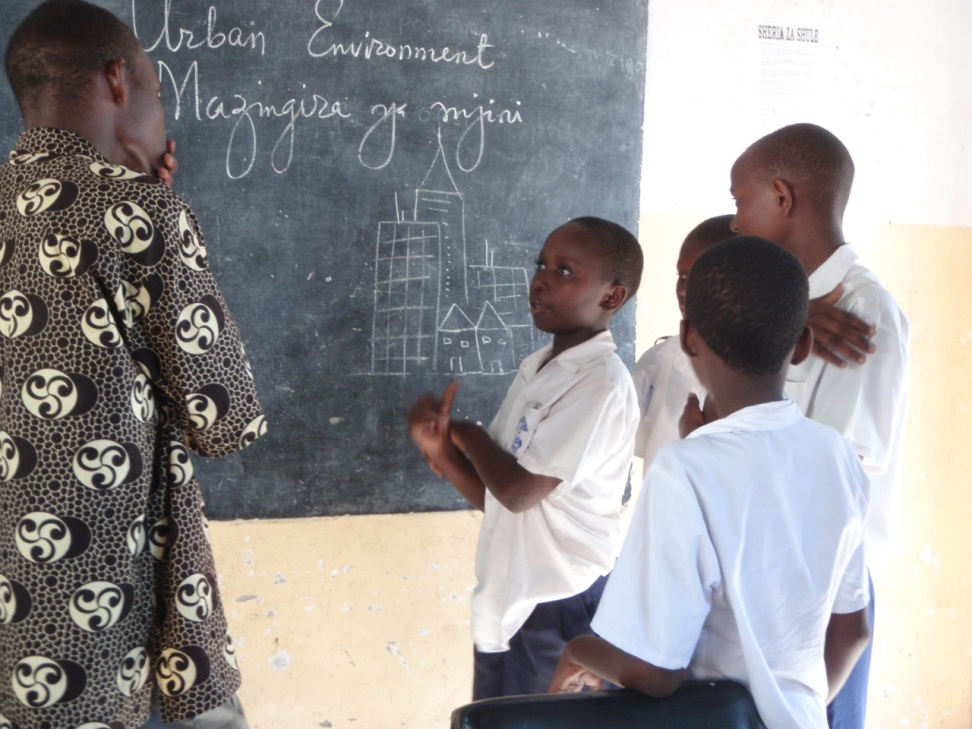 Urban Environment
Mazingira ya mjini
SHERIA ZA SHULE